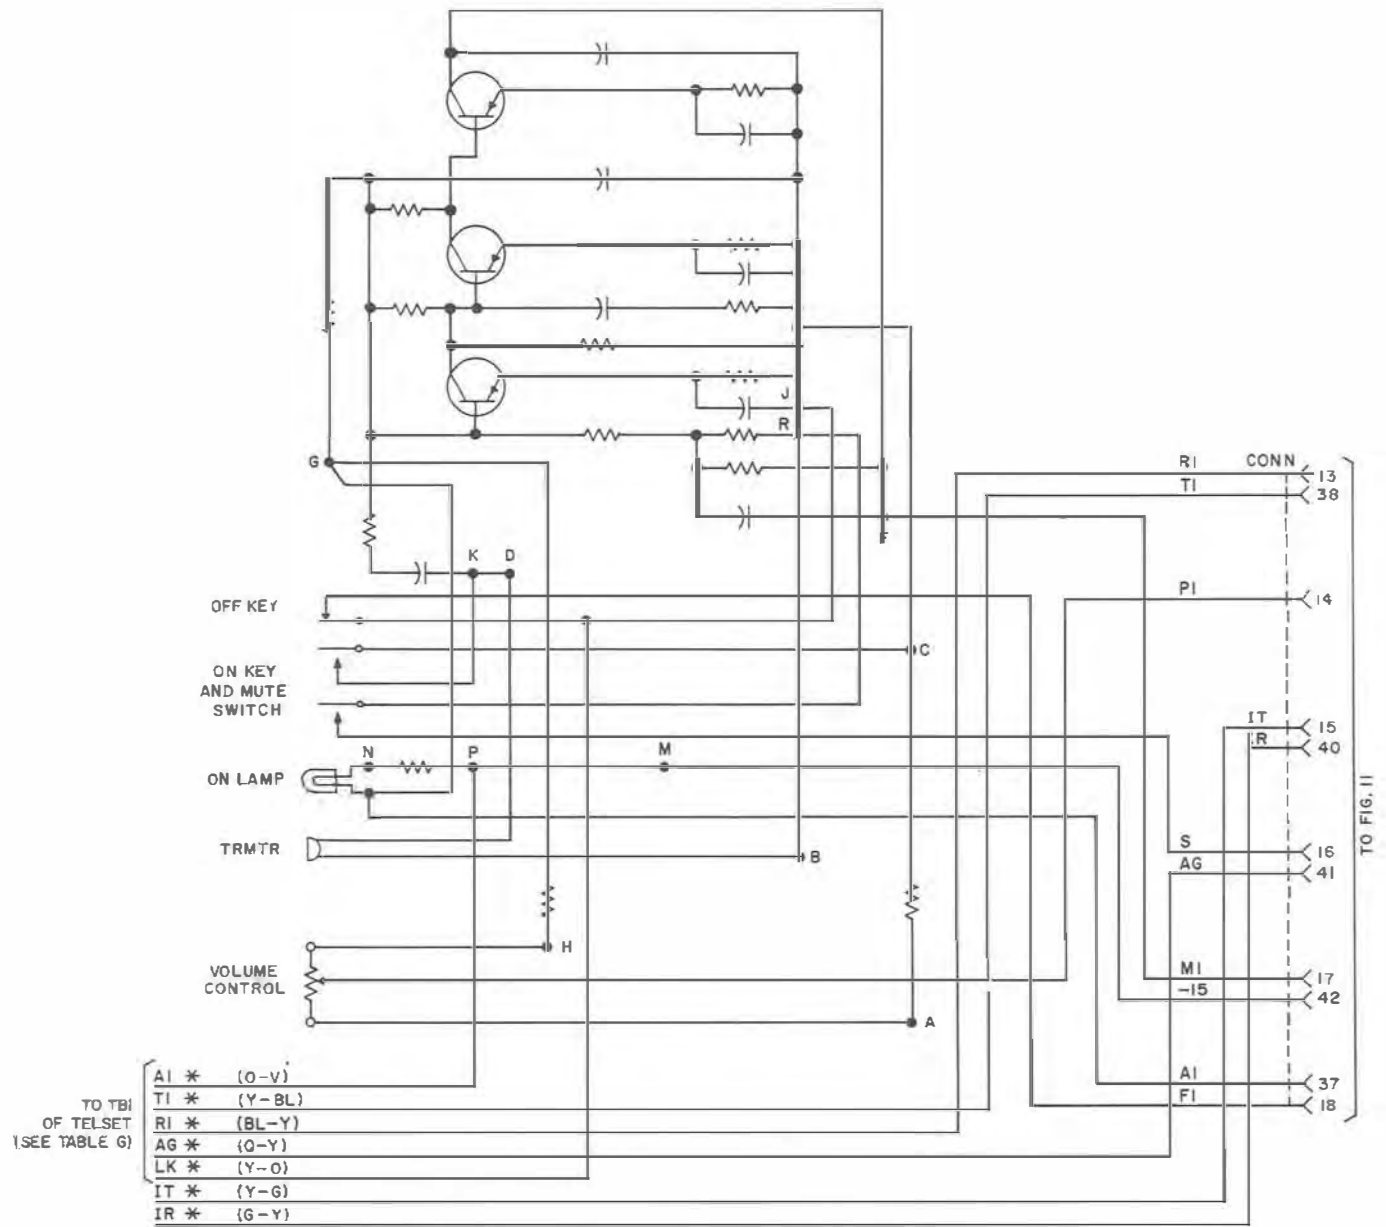 J
R
G
RI CONN 13
TI 38
K D
F
PI 14
OFF KEY
C
ON KEY
AND MUTE
SWITCH
IT 15
R 40
N P M
ON LAMP
TO FIG. 11
TRMTR
B
S 16
AG 41
H
VOLUME
CONTROL
MI 17
-15 42
A
AI 37
FI 18
AI * (O-V)
TI * (Y-BL)
RI * (BL-Y)
AG * (O-Y)
LK * (Y-O)
IT * (Y-G)
IR * (G-Y)
TO TBI
OF TELSET
(SEE TABLE G)